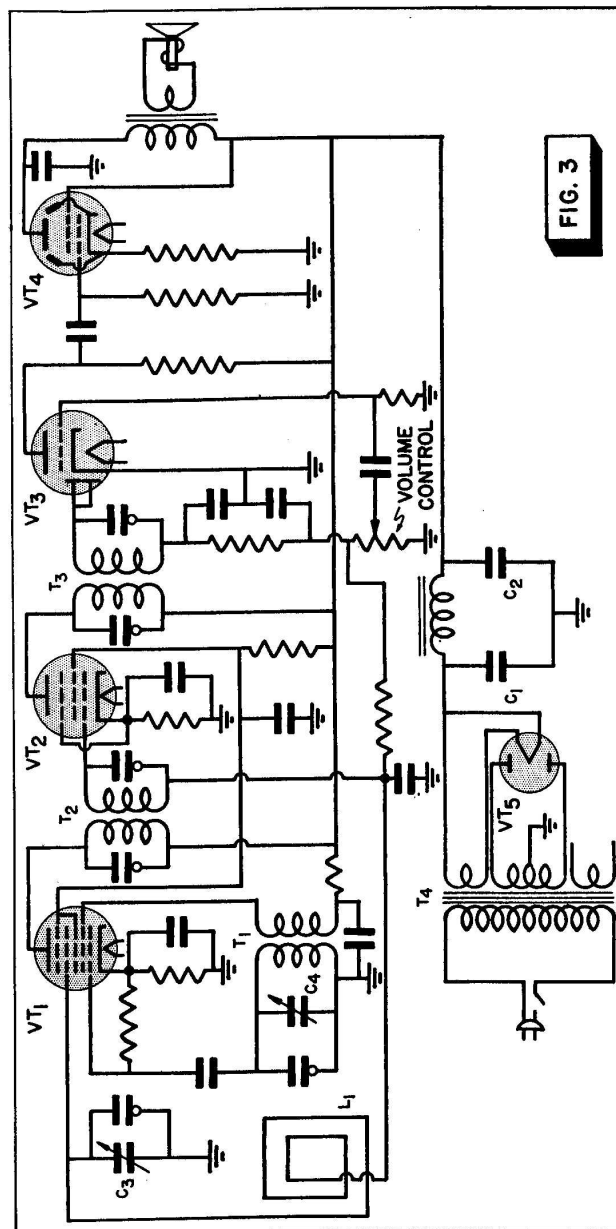 VT1
VT2
VT3
VT4
T2
T3
C3
T1
C4
L1
VOLUME
CONTROL
T4
VT5
C1
C2
FIG. 3